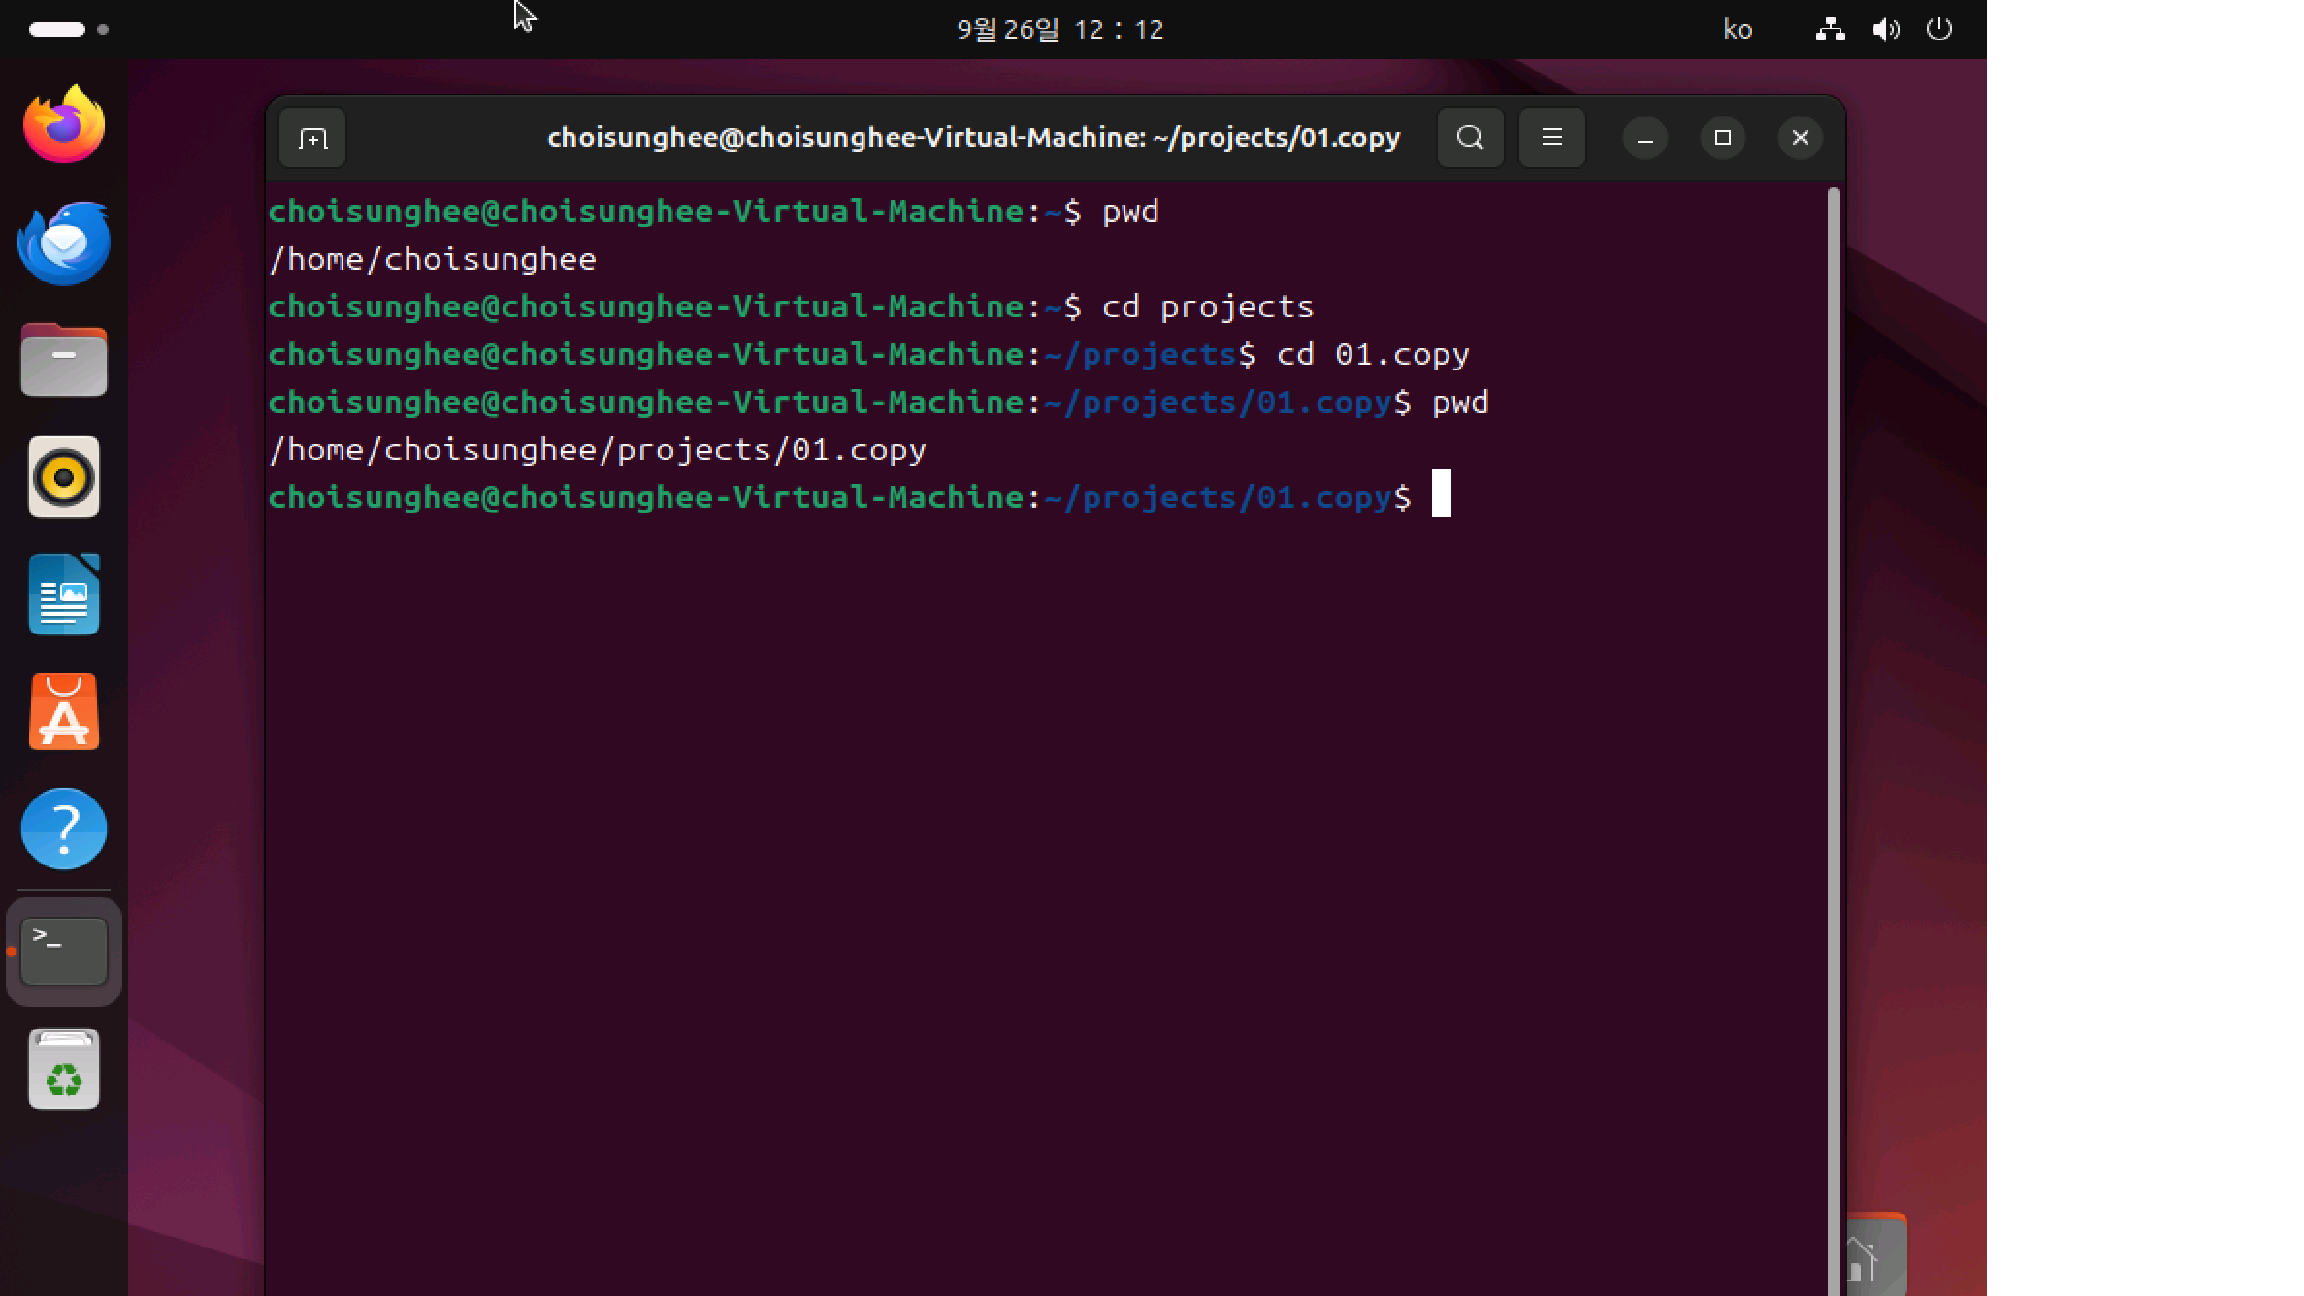 9월 26일 12 : 12
ko
choisunghee@choisunghee-Virtual-Machine: ~/projects/01.copy
choisunghee@choisunghee-Virtual-Machine:~$ pwd
/home/choisunghee
choisunghee@choisunghee-Virtual-Machine:~$ cd projects
choisunghee@choisunghee-Virtual-Machine:~/projects$ cd 01.copy
choisunghee@choisunghee-Virtual-Machine:~/projects/01.copy$ pwd
/home/choisunghee/projects/01.copy
choisunghee@choisunghee-Virtual-Machine:~/projects/01.copy$